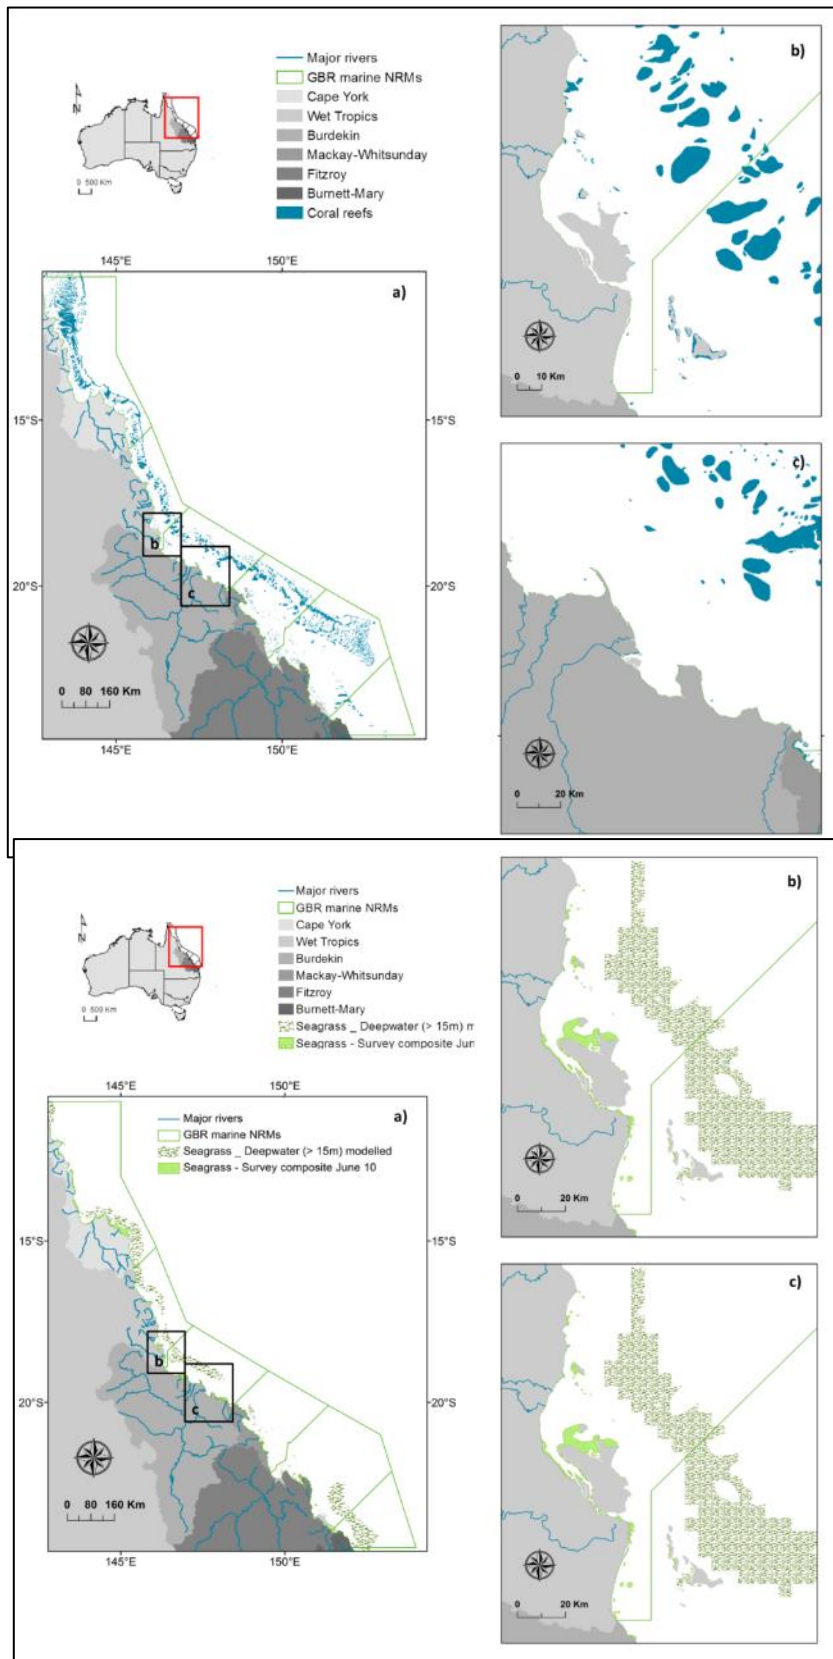 Major rivers
GBR marine NRMs
Cape York
Wet Tropics
Burdekin
Mackay-Whitsunday
Fitzroy
Burnett-Mary
Coral reefs
N
0 500 Km
145°E 150°E
a)
15°S 15°S
b
c
20°S 20°S
0 80 160 Km
145°E 150°E
b)
0 10 Km
c)
0 20 Km
Major rivers
GBR marine NRMs
Cape York
Wet Tropics
Burdekin
Mackay-Whitsunday
Fitzroy
Burnett-Mary
Seagrass _ Deepwater (> 15m) m
Seagrass - Survey composite Jun
N
0 500 Km
145°E 150°E
a)
Major rivers
GBR marine NRMs
Seagrass _ Deepwater (> 15m) modelled
Seagrass - Survey composite June 10
15°S 15°S
b
c
20°S 20°S
0 80 160 Km
145°E 150°E
b)
0 20 Km
c)
0 20 Km